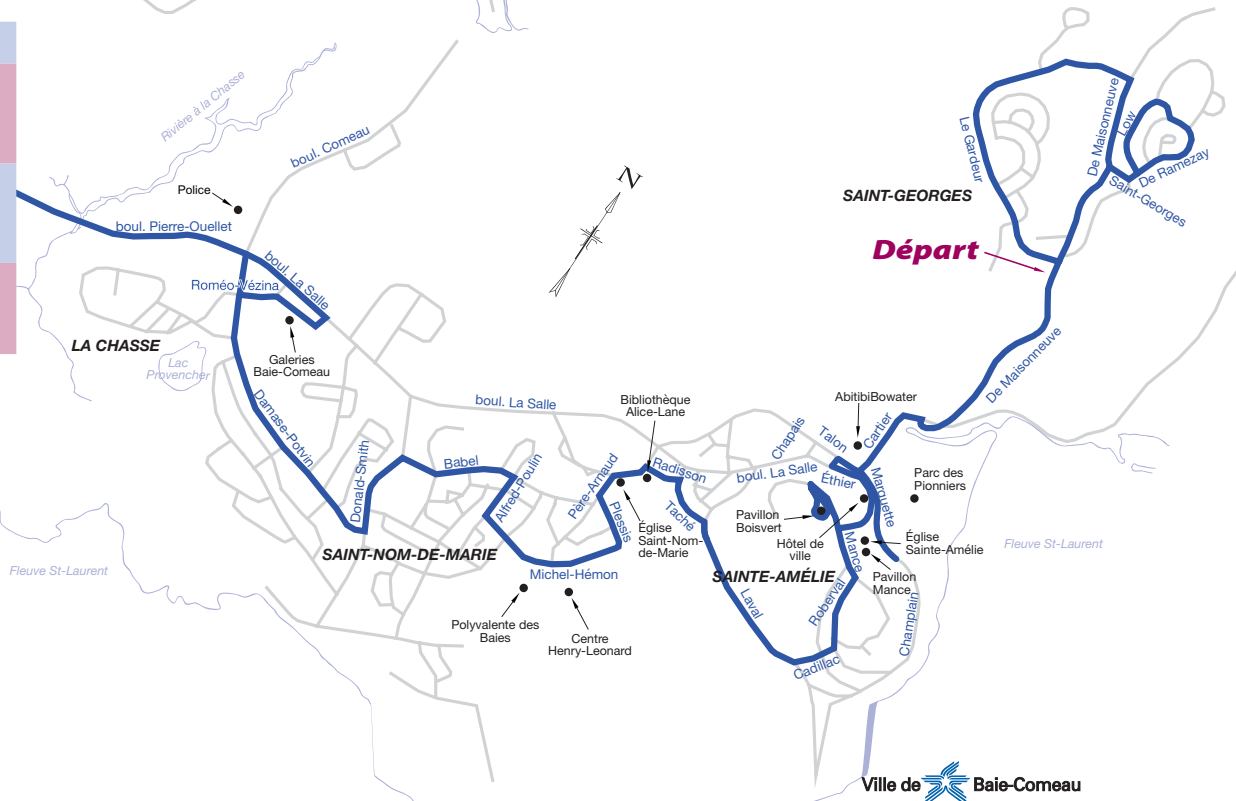 Rivière à la Chasse
boul. Comeau
Police
boul. Pierre-Ouellet
boul. La Salle
Roméo-Vézina
LA CHASSE
Lac
Provencher
Galeries
Baie-Comeau
N
SAINT-GEORGES
Départ
Le Gardeur
De Maisonneuve
Low
De Ramezay
Saint-Georges
De Maisonneuve
Damase-Potvin
Donald-Smith
Babel
Alfred-Poulin
boul. La Salle
Bibliothèque
Alice-Lane
Père-Arnaud
Plessis
Radisson
Taché
Église
Saint-Nom-
de-Marie
SAINT-NOM-DE-MARIE
Michel-Hémon
Polyvalente des
Baies
Centre
Henry-Leonard
Fleuve St-Laurent
Chapais
Talon
AbitibiBowater
Cartier
boul. La Salle
Éthier
Marquette
Parc des
Pionniers
Pavillon
Boisvert
Hôtel de
ville
Mance
Église
Sainte-Amélie
Pavillon
Mance
Fleuve St-Laurent
SAINTE-AMÉLIE
Laval
Roberval
Champlain
Cadillac
Ville de Baie-Comeau